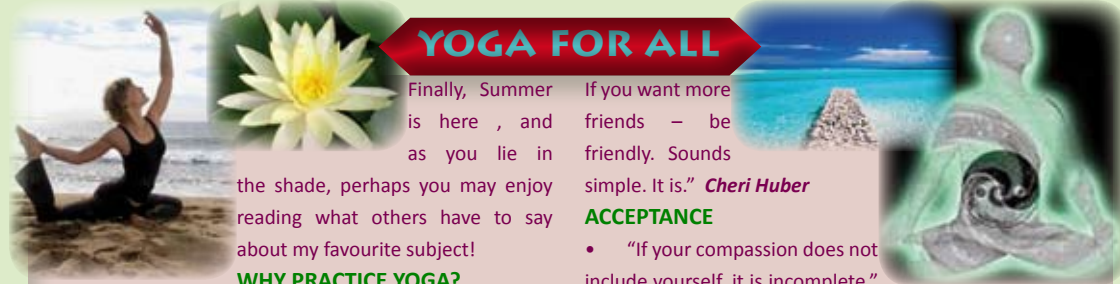 YOGA FOR ALL
Finally, Summer
is here , and
as you lie in
the shade, perhaps you may enjoy
reading what others have to say
about my favourite subject!
WHY PRACTICE YOGA?
If you want more
friends – be
friendly. Sounds
simple. It is.” Cheri Huber
ACCEPTANCE
• “If your compassion does not
include yourself, it is incomplete.”